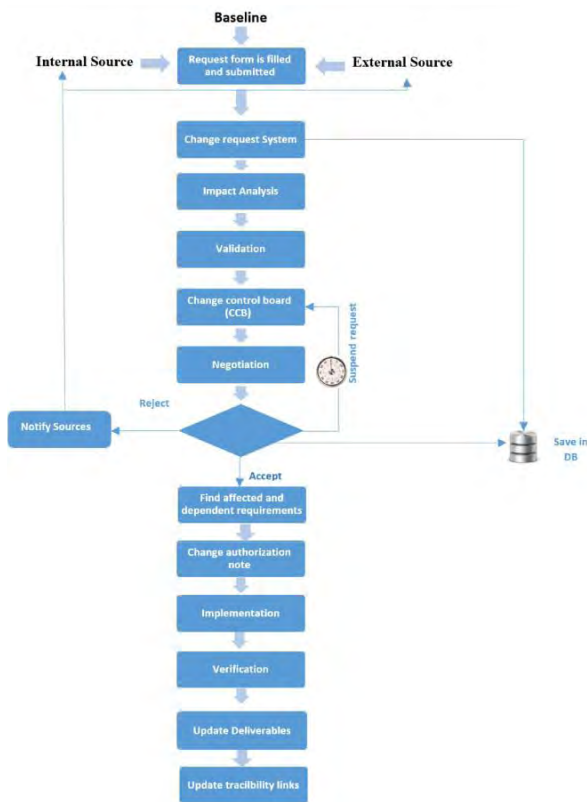 Baseline
Internal Source
Request form is filled
and submitted
External Source
Change request System
Impact Analysis
Validation
Change control board
(CCB)
Suspend request
Negotiation
Reject
Notify Sources
Save in
DB
Accept
Find affected and
dependent requirements
Change authorization
note
Implementation
Verification
Update Deliverables
Update tracilbility links